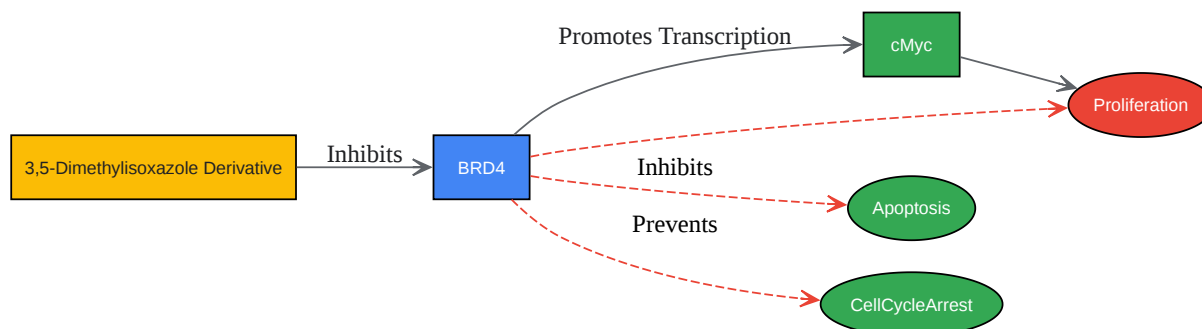 Promotes Transcription
cMyc
Proliferation
3,5-Dimethylisoxazole Derivative
Inhibits
BRD4
Inhibits
Apoptosis
Prevents
CellCycleArrest